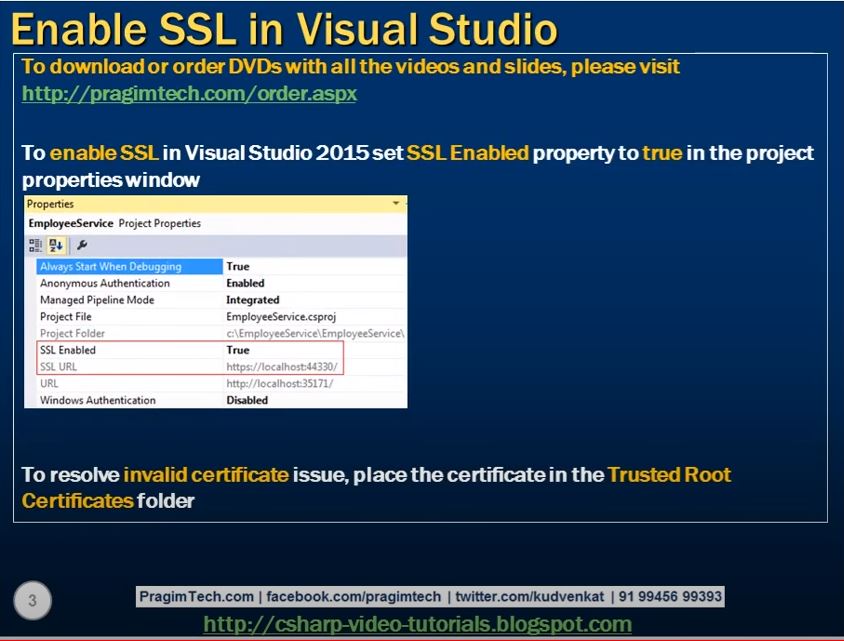 Enable SSL in Visual Studio
To download or order DVDs with all the videos and slides, please visit
http://pragimtech.com/order.aspx
To enable SSL in Visual Studio 2015 set SSL Enabled property to true in the project
properties window
Properties
EmployeeService Project Properties
Always Start When Debugging True
Anonymous Authentication Enabled
Managed Pipeline Mode Integrated
Project File EmployeeService.csproj
Project Folder c:\EmployeeService\EmployeeService\
SSL Enabled True
SSL URL https://localhost:44330/
URL http://localhost:35171/
Windows Authentication Disabled
To resolve invalid certificate issue, place the certificate in the Trusted Root
Certificates folder
3
PragimTech.com | facebook.com/pragimtech | twitter.com/kudvenkat | 91 99456 99393
http://csharp-video-tutorials.blogspot.com